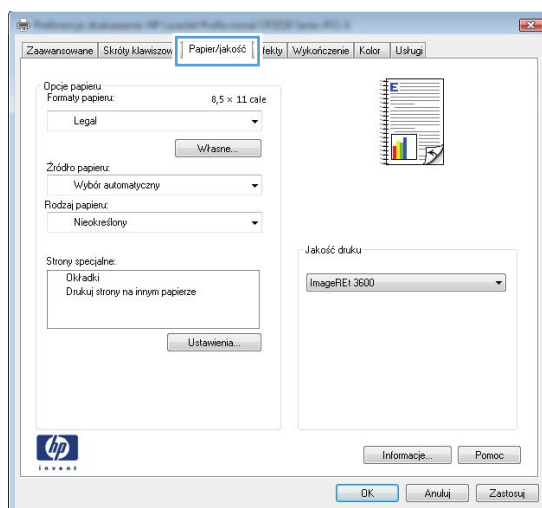 Zaawansowane Skróty klawiszow Papier/jakość fekty Wykończenie Kolor Usługi
Opcje papieru
Formaty papieru: 8,5 × 11 cale
Legal
Własne...
Źródło papieru:
Wybór automatyczny
Rodzaj papieru:
Nieokreślony
Strony specjalne:
Okładki
Drukuj strony na innym papierze
Ustawienia...
E
Jakość druku
ImageREt 3600
hp
invent
Informacje... Pomoc
OK Anuluj Zastosuj